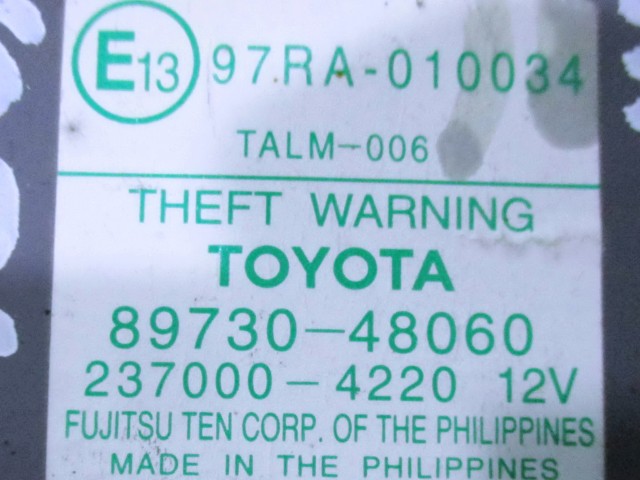 E13 97RA-010034
TALM-006
THEFT WARNING
TOYOTA
89730-48060
237000-4220 12V
FUJITSU TEN CORP. OF THE PHILIPPINES
MADE IN THE PHILIPPINES